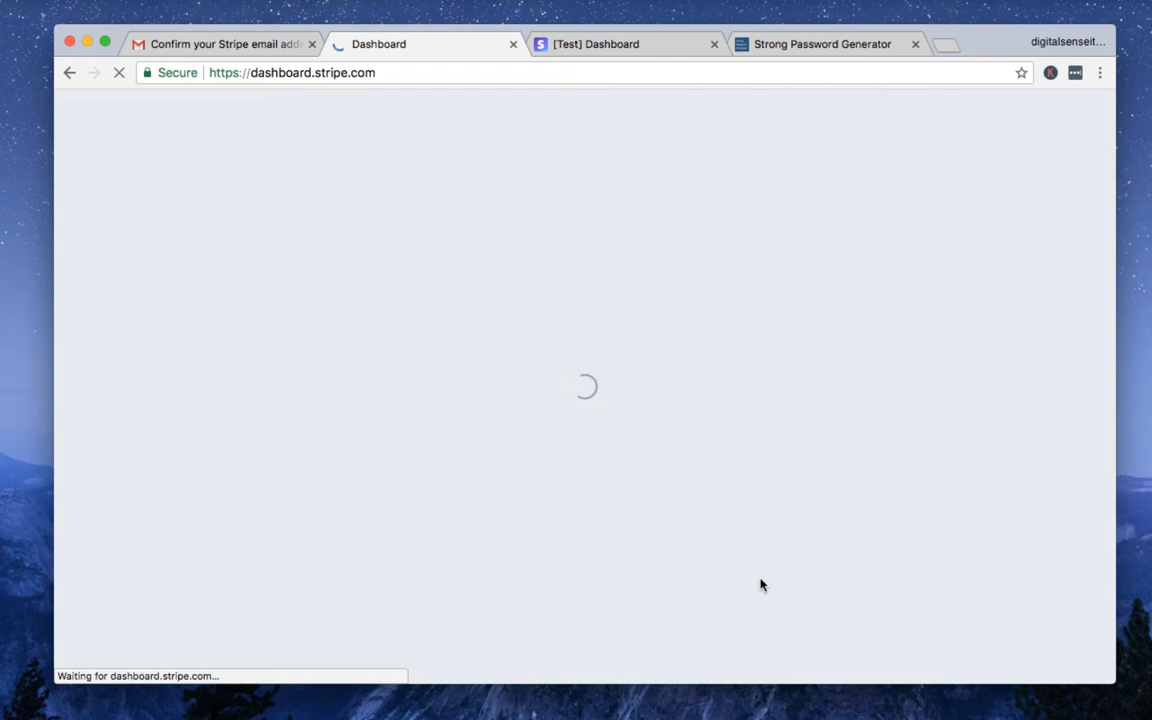 Confirm your Stripe email add
Dashboard
[Test] Dashboard
Strong Password Generator
digitalsenseit...
Secure
https://dashboard.stripe.com
Waiting for dashboard.stripe.com...